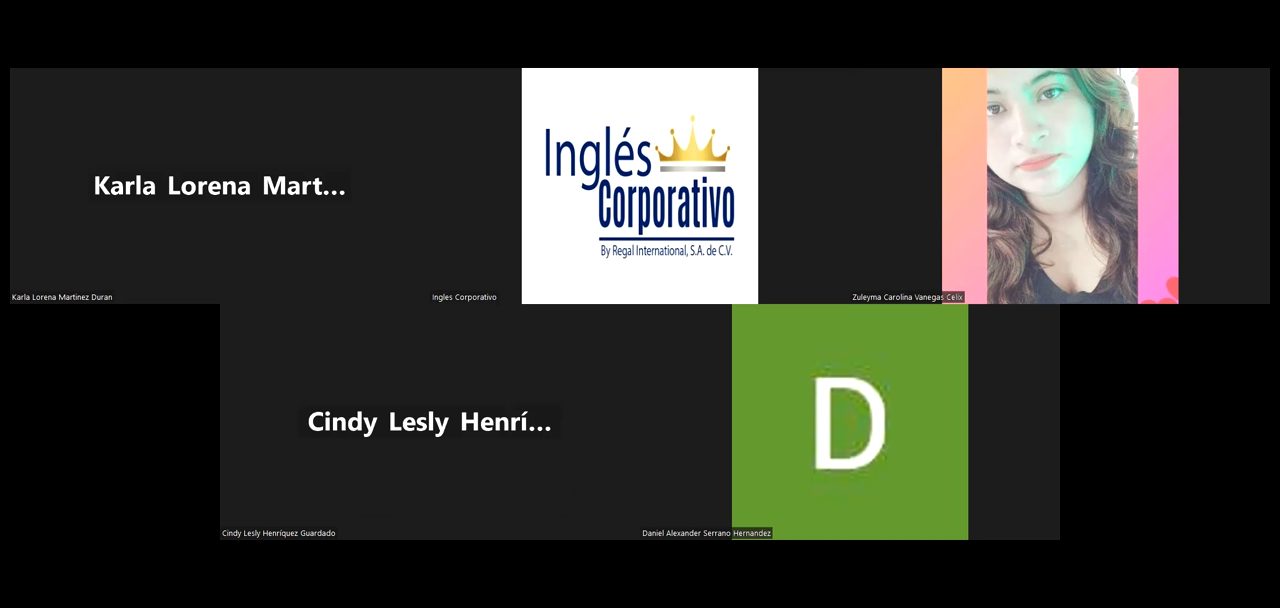 Karla Lorena Mart...
Karla Lorena Martinez Duran
Inglés
Corporativo
By Regal International, S.A. de C.V.
Ingles Corporativo
Zuleyma Carolina Vanegas Celix
Cindy Lesly Henrí...
Cindy Lesly Henríquez Guardado
D
Daniel Alexander Serrano Hernandez